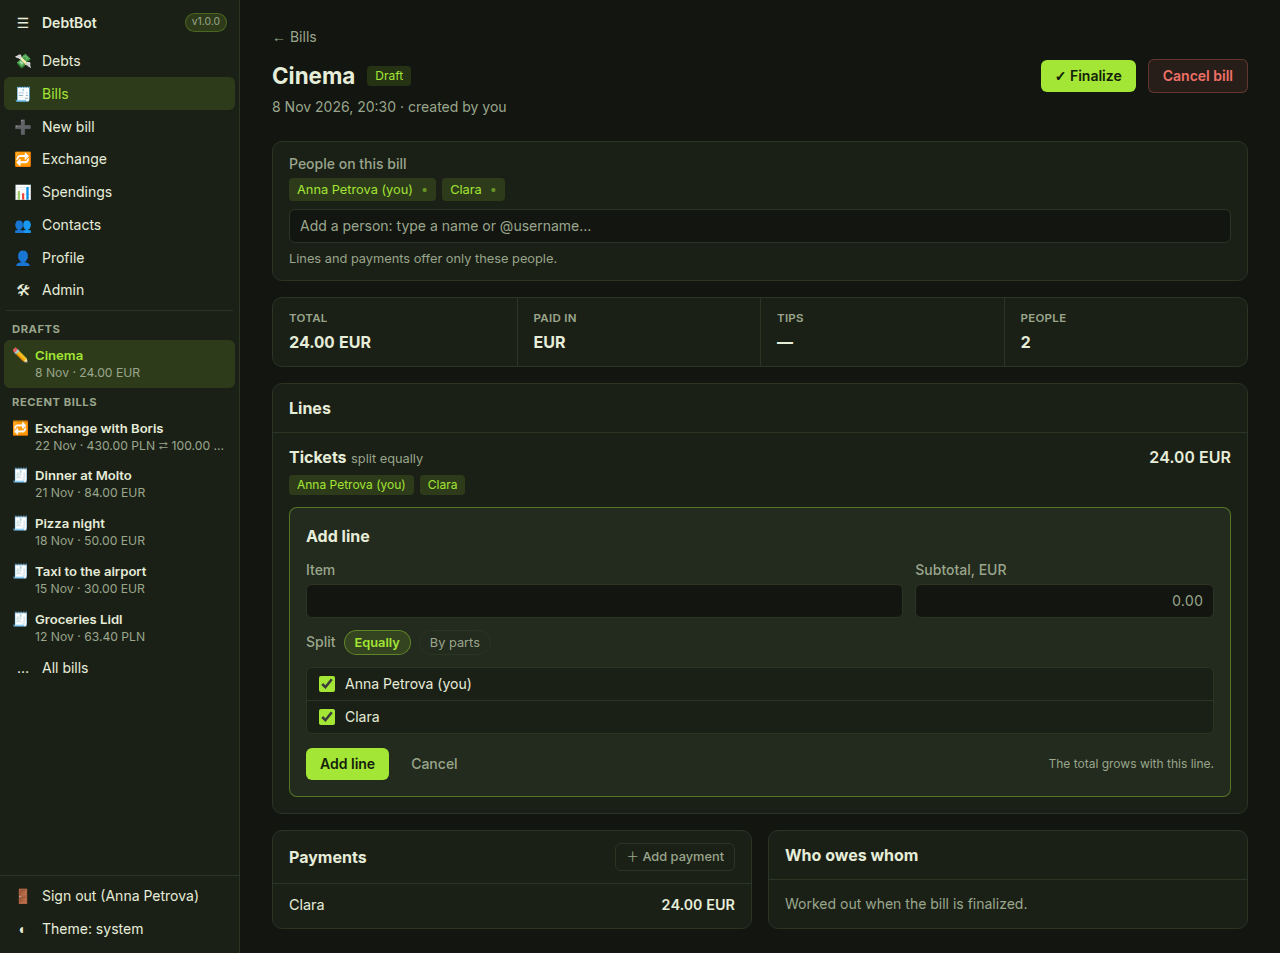 ☰ DebtBot v1.0.0
Debts
Bills
New bill
Exchange
Spendings
Contacts
Profile
Admin
DRAFTS
Cinema
8 Nov · 24.00 EUR
RECENT BILLS
Exchange with Boris
22 Nov · 430.00 PLN ⇄ 100.00 ...
Dinner at Molto
21 Nov · 84.00 EUR
Pizza night
18 Nov · 50.00 EUR
Taxi to the airport
15 Nov · 30.00 EUR
Groceries Lidl
12 Nov · 63.40 PLN
... All bills
Sign out (Anna Petrova)
Theme: system
← Bills
Cinema Draft
✓ Finalize Cancel bill
8 Nov 2026, 20:30 · created by you
People on this bill
Anna Petrova (you) • Clara •
Add a person: type a name or @username...
Lines and payments offer only these people.
TOTAL
24.00 EUR
PAID IN
EUR
TIPS
—
PEOPLE
2
Lines
Tickets split equally 24.00 EUR
Anna Petrova (you) Clara
Add line
Item
Subtotal, EUR
0.00
Split Equally By parts
Anna Petrova (you)
Clara
Add line Cancel The total grows with this line.
Payments + Add payment
Clara 24.00 EUR
Who owes whom
Worked out when the bill is finalized.